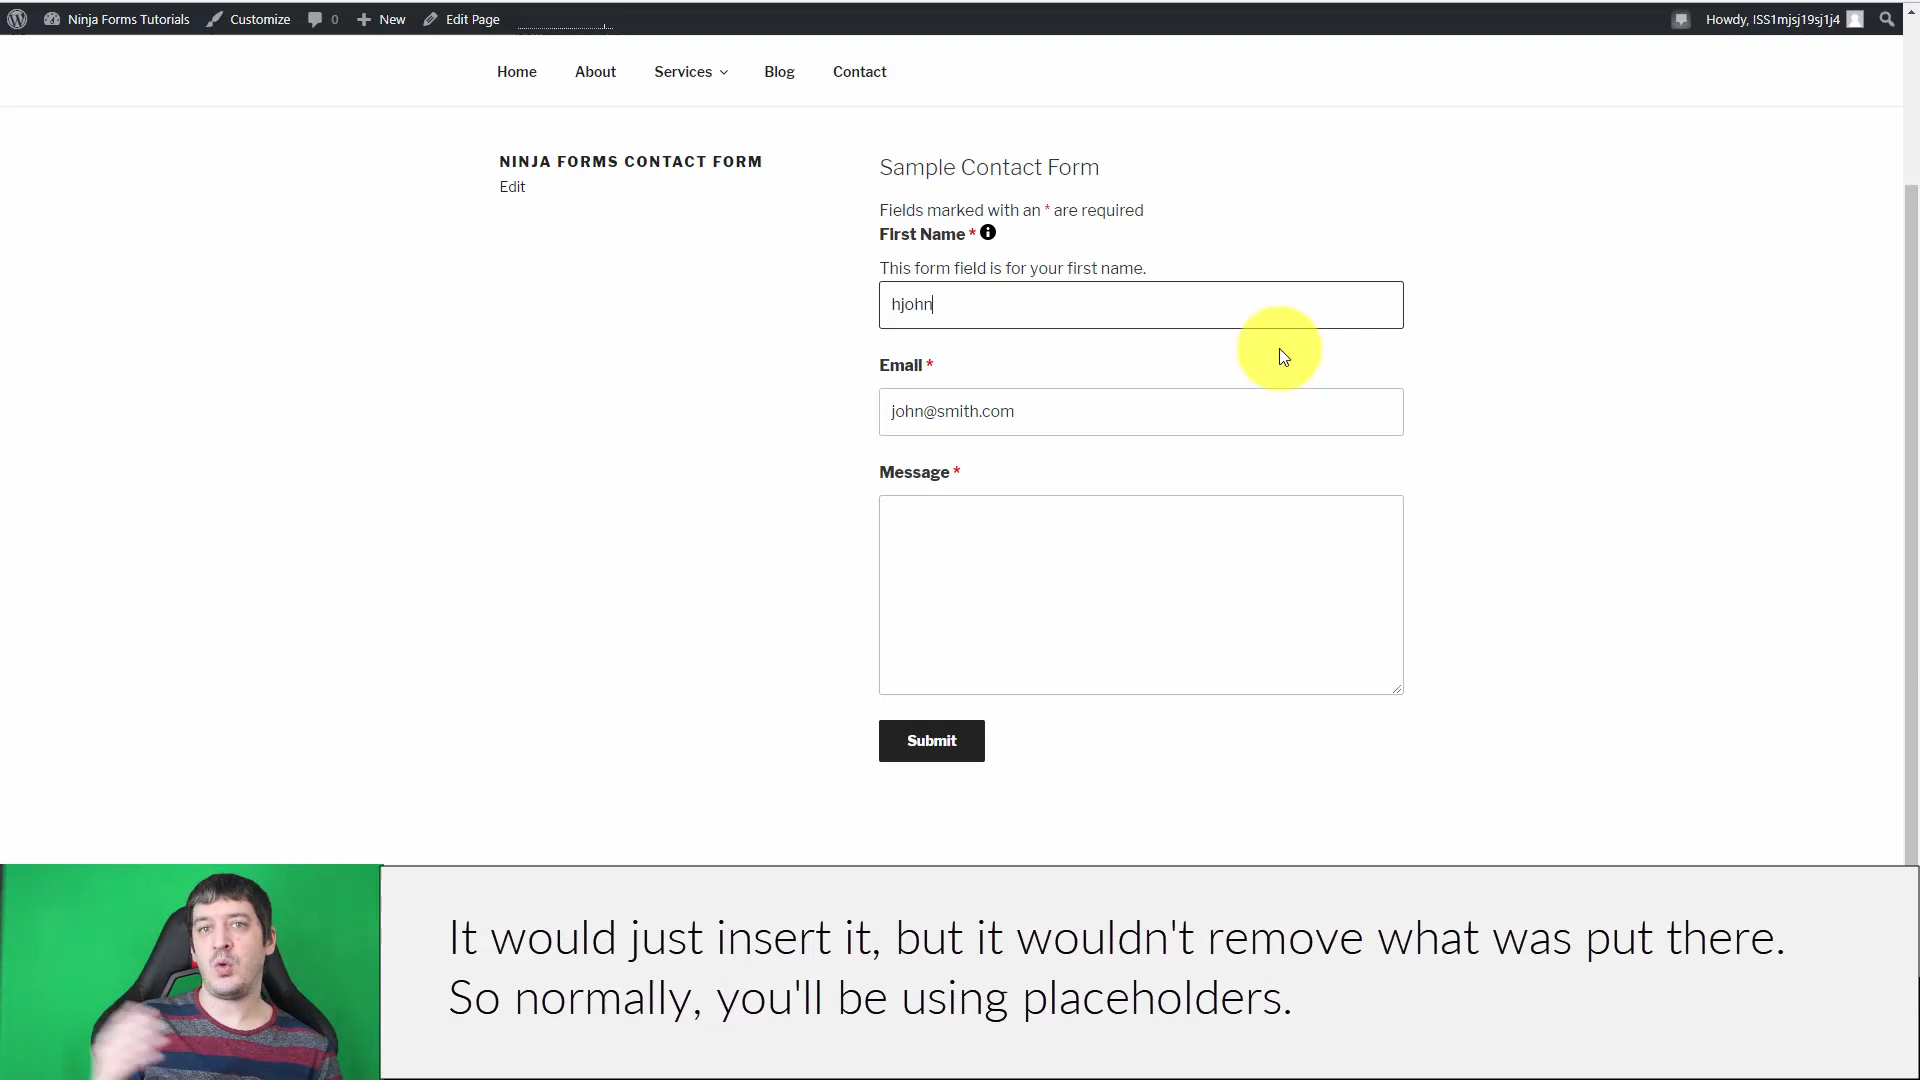 Ninja Forms Tutorials Customize 0 New Edit Page Howdy, ISS1mjsj19sj1j4
Home About Services Blog Contact
NINJA FORMS CONTACT FORM
Edit
Sample Contact Form
Fields marked with an * are required
First Name *
This form field is for your first name.
hjohn
Email *
john@smith.com
Message *
Submit
It would just insert it, but it wouldn't remove what was put there.
So normally, you'll be using placeholders.